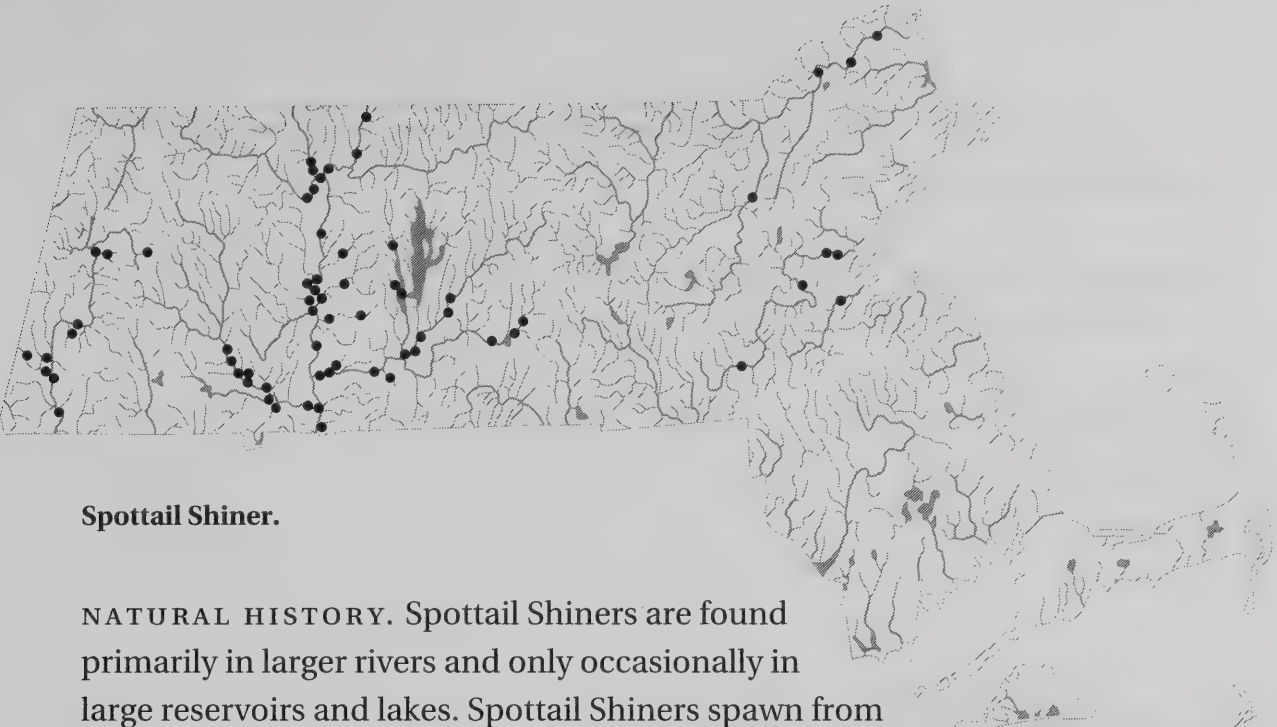 Spottail Shiner.
NATURAL HISTORY. Spottail Shiners are found
primarily in larger rivers and only occasionally in
large reservoirs and lakes. Spottail Shiners spawn from